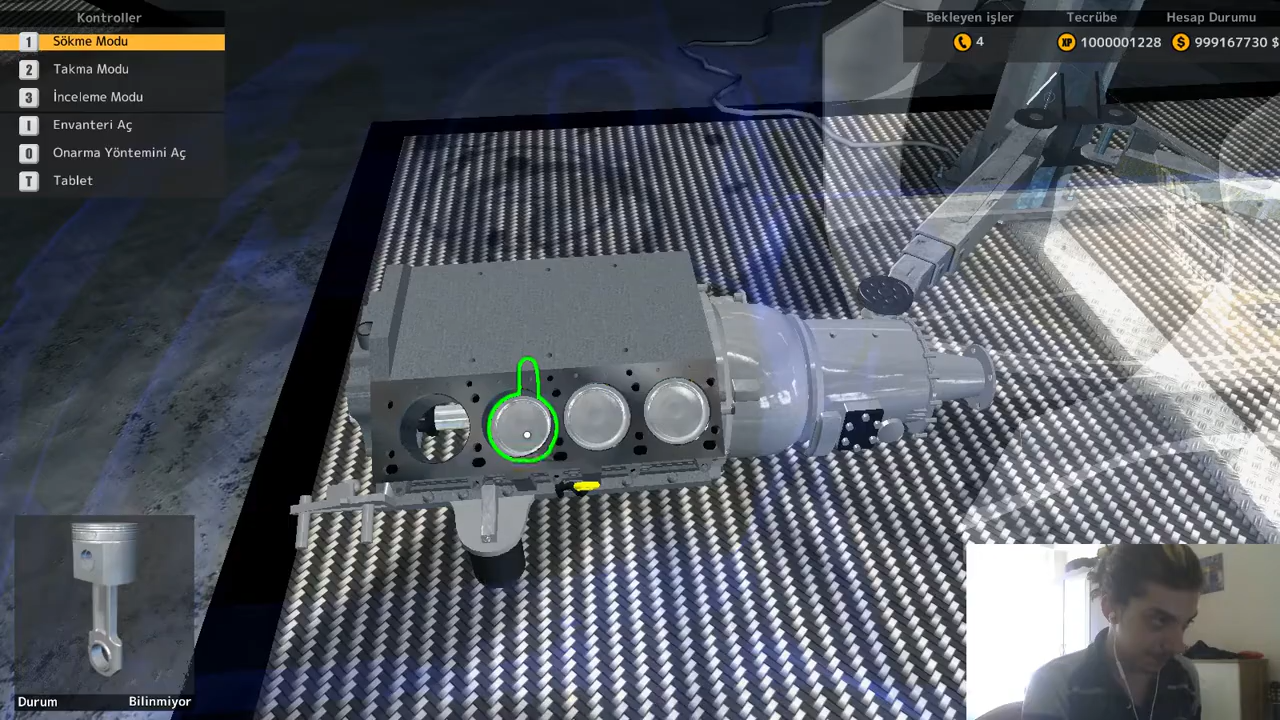 Kontroller
1 Sökme Modu
2 Takma Modu
3 İnceleme Modu
I Envanteri Aç
O Onarma Yöntemini Aç
T Tablet
Bekleyen işler Tecrübe Hesap Durumu
4 XP 1000001228 $ 999167730 $
Durum Bilinmiyor